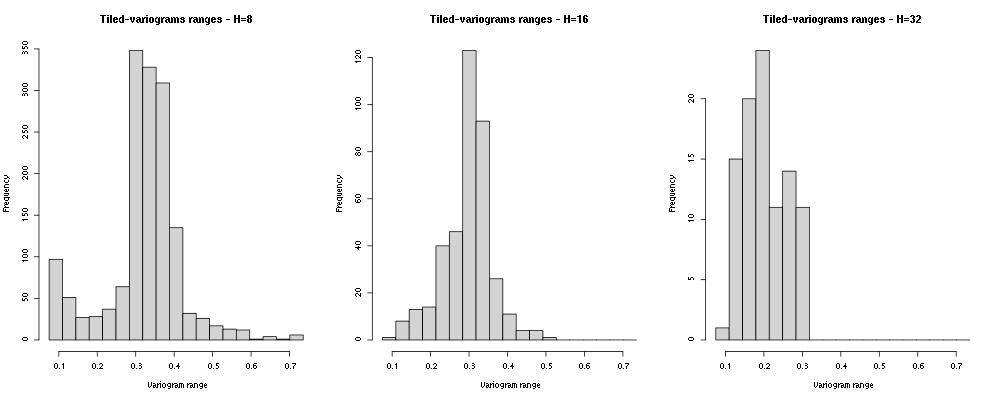 Tiled-variograms ranges - H=8
Frequency
0
50
100
150
200
250
300
350
0.1 0.2 0.3 0.4 0.5 0.6 0.7
Variogram range
Tiled-variograms ranges - H=16
Frequency
0
20
40
60
80
100
120
0.1 0.2 0.3 0.4 0.5 0.6 0.7
Variogram range
Tiled-variograms ranges - H=32
Frequency
0
5
10
15
20
0.1 0.2 0.3 0.4 0.5 0.6 0.7
Variogram range